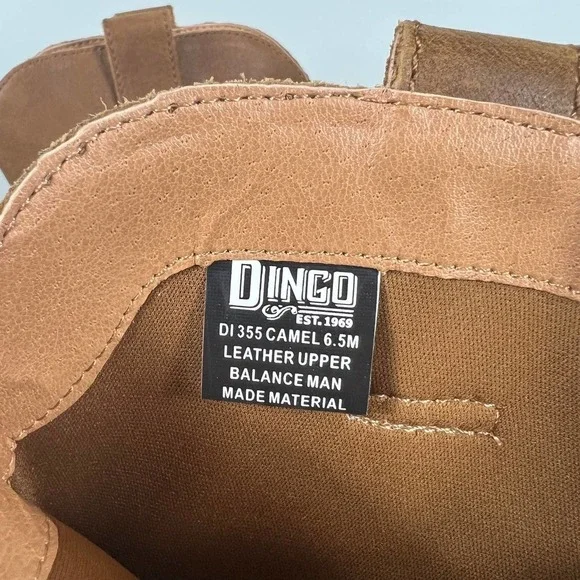 DINGO
EST. 1969
DI 355 CAMEL 6.5M
LEATHER UPPER
BALANCE MAN
MADE MATERIAL